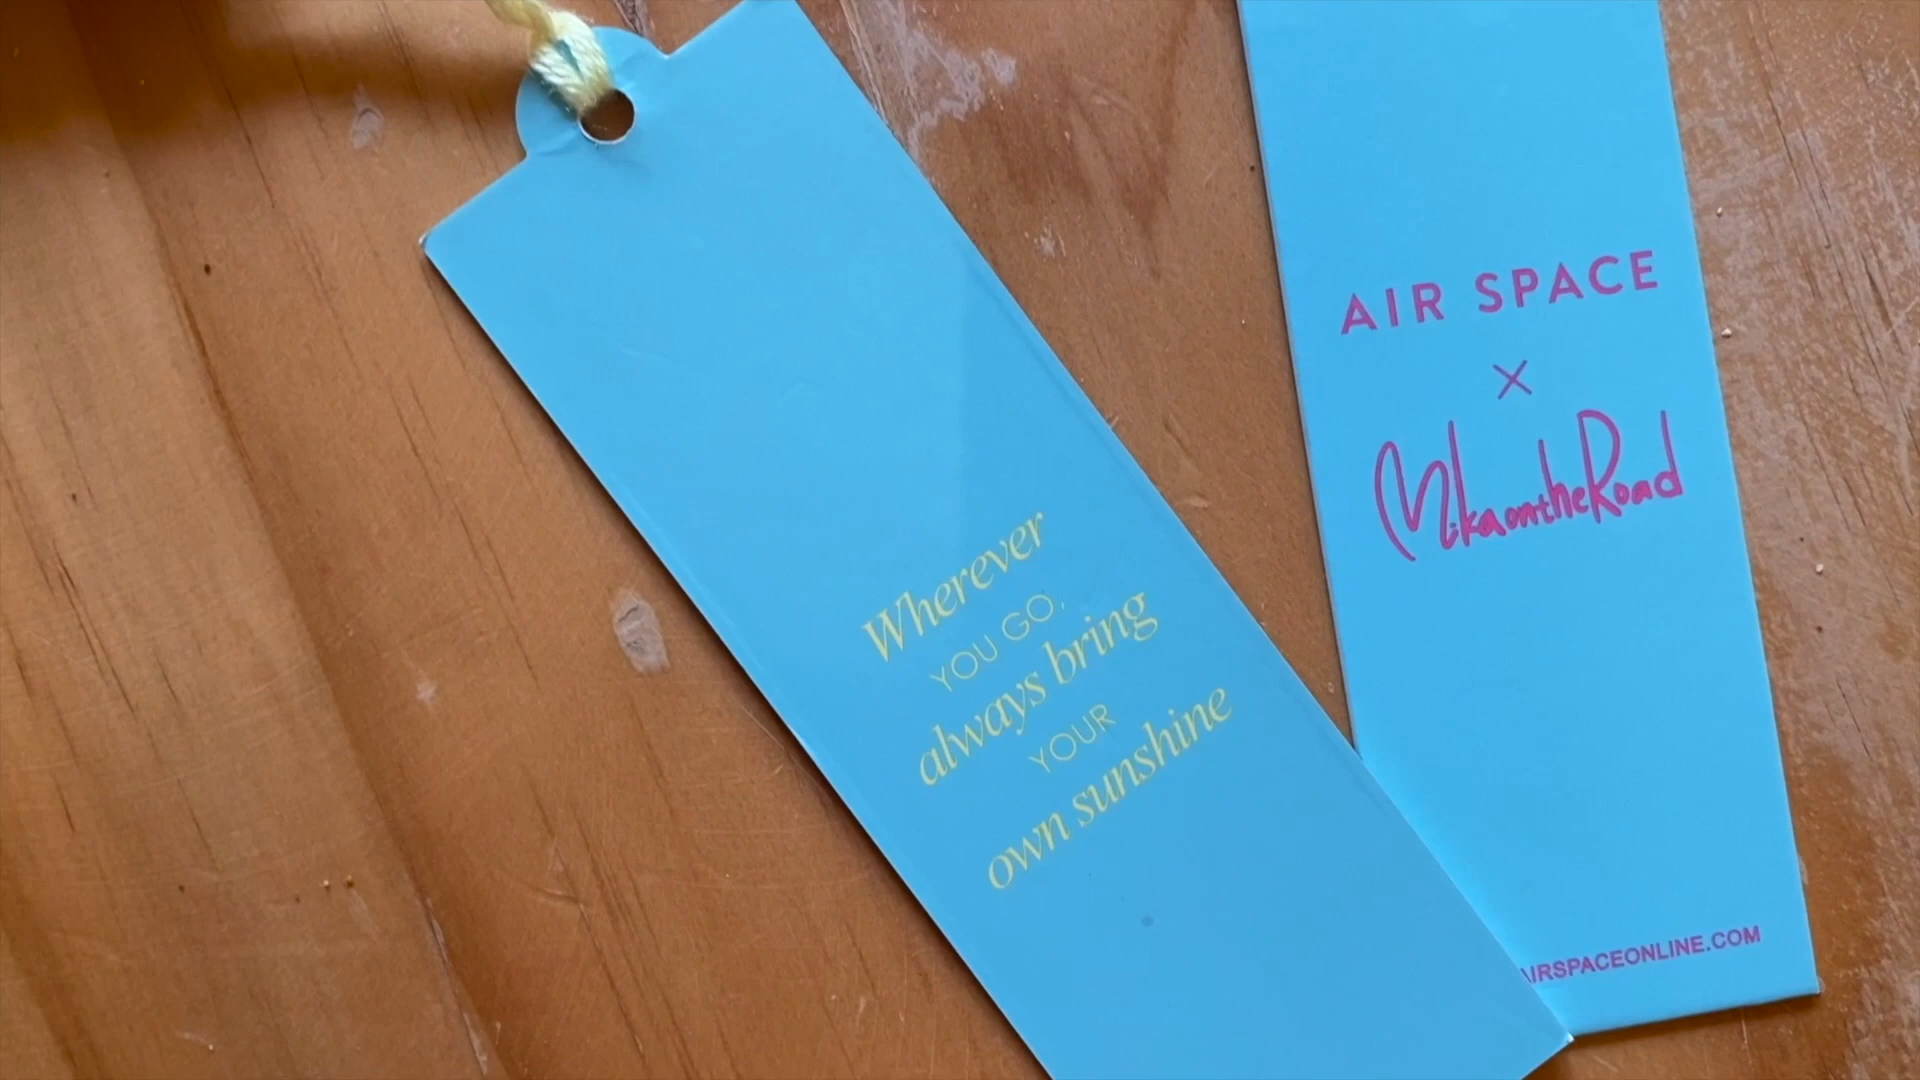 Wherever
YOU GO,
always bring
YOUR
own sunshine
AIR SPACE
×
MikaontheRoad
AIRSPACEONLINE.COM